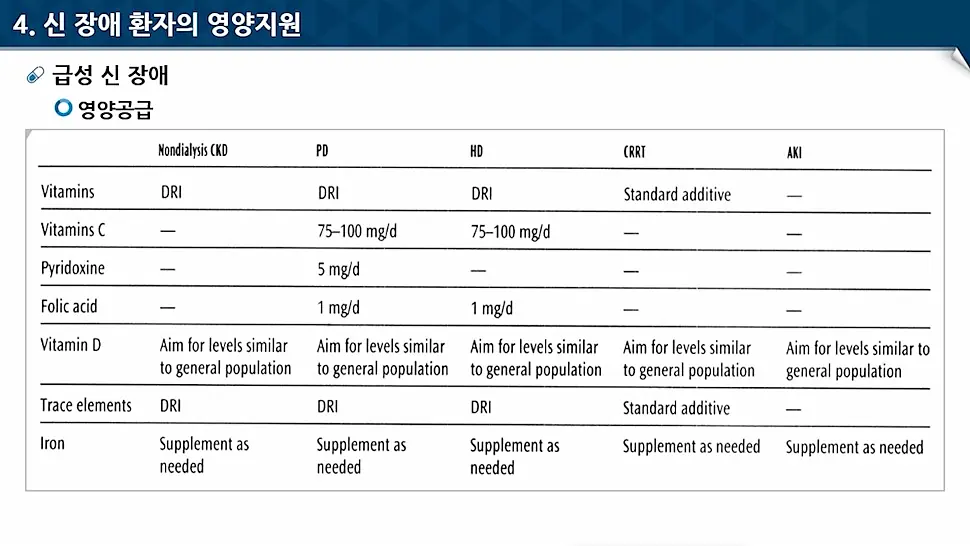 4. 신 장애 환자의 영양지원
급성 신 장애
영양공급
Nondialysis CKD PD HD CRRT AKI
Vitamins DRI DRI DRI Standard additive —
Vitamins C — 75–100 mg/d 75–100 mg/d — —
Pyridoxine — 5 mg/d — — —
Folic acid — 1 mg/d 1 mg/d — —
Vitamin D Aim for levels similar Aim for levels similar Aim for levels similar Aim for levels similar Aim for levels similar to
to general population to general population to general population to general population general population
Trace elements DRI DRI DRI Standard additive —
Iron Supplement as Supplement as Supplement as Supplement as needed Supplement as needed
needed needed needed